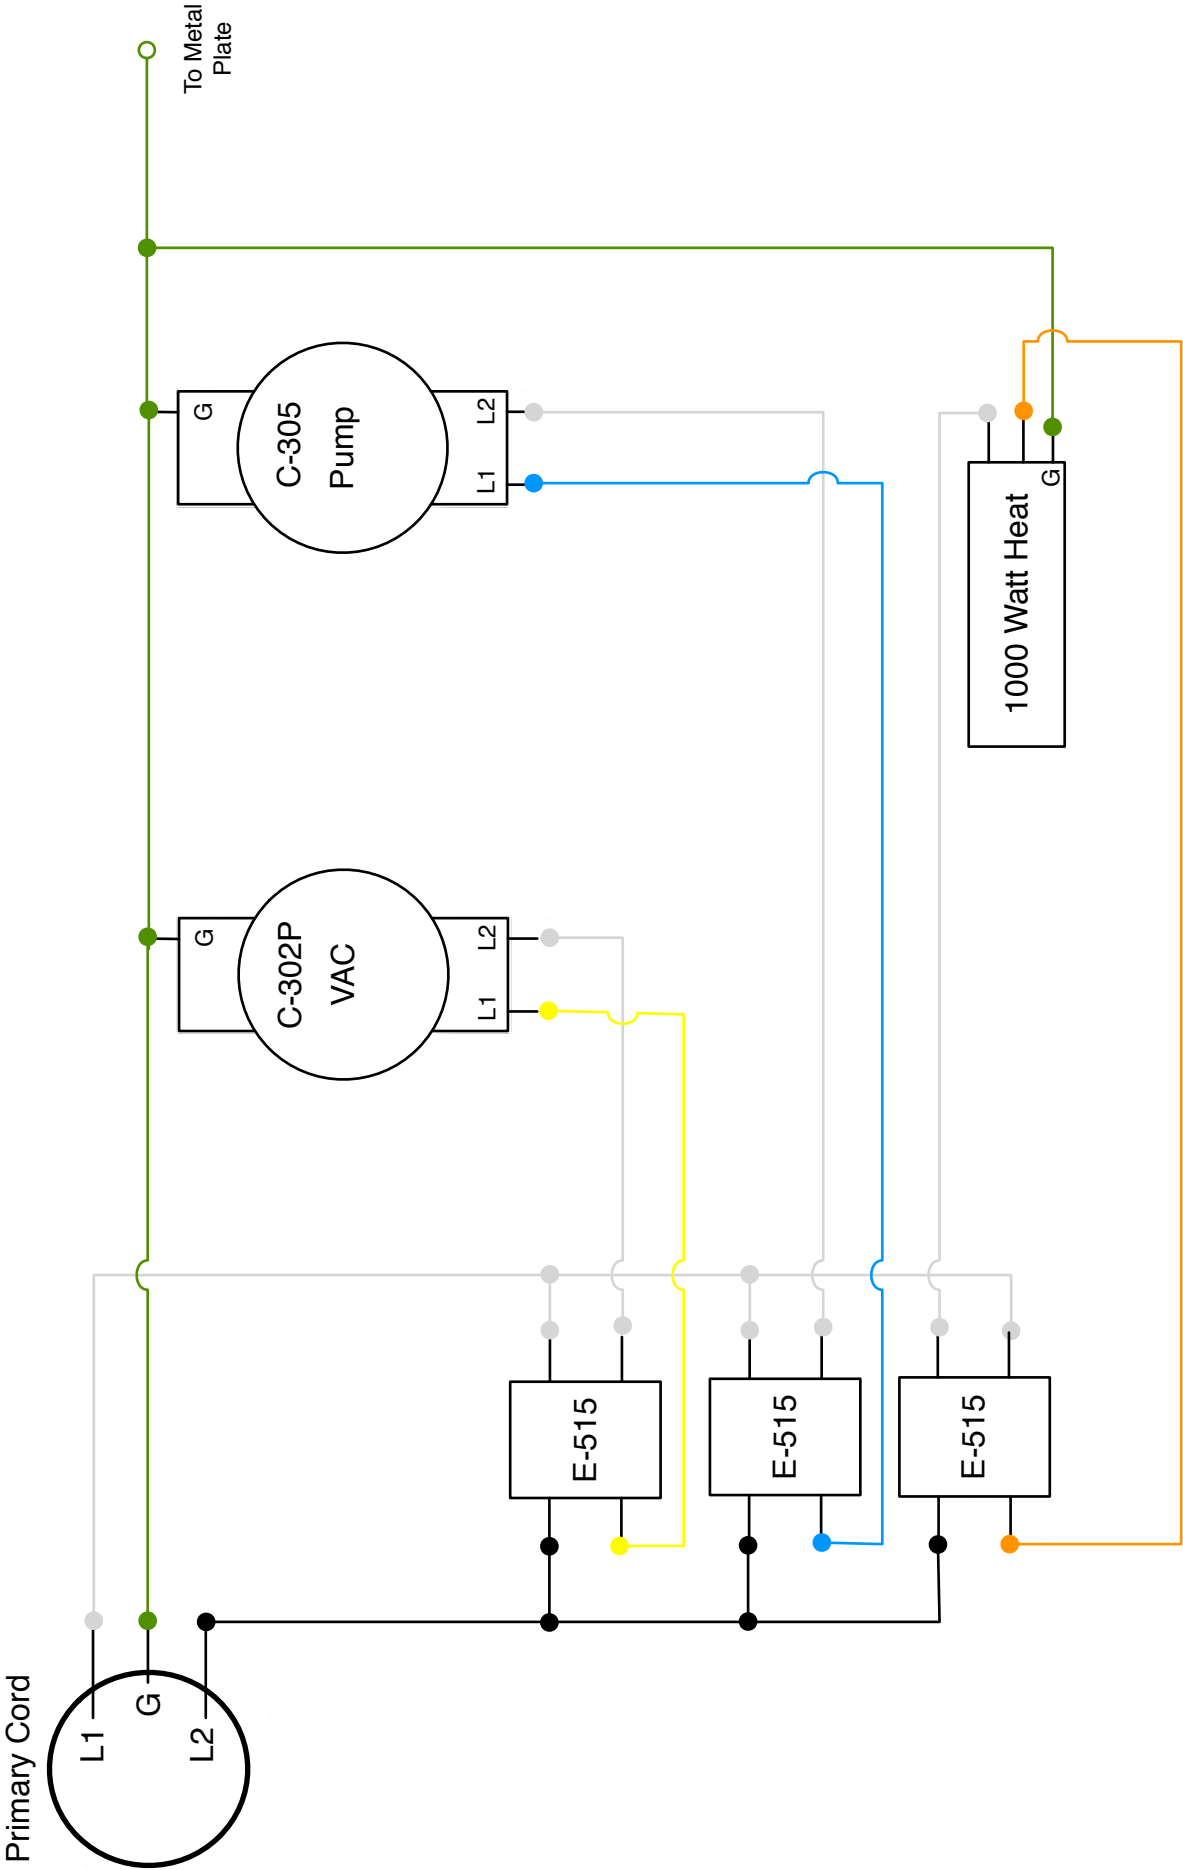 Primary Cord
L1
G
L2
G
C-302P
VAC
L1
L2
G
C-305
Pump
L1
L2
To Metal
Plate
E-515
E-515
E-515
1000 Watt Heat
G